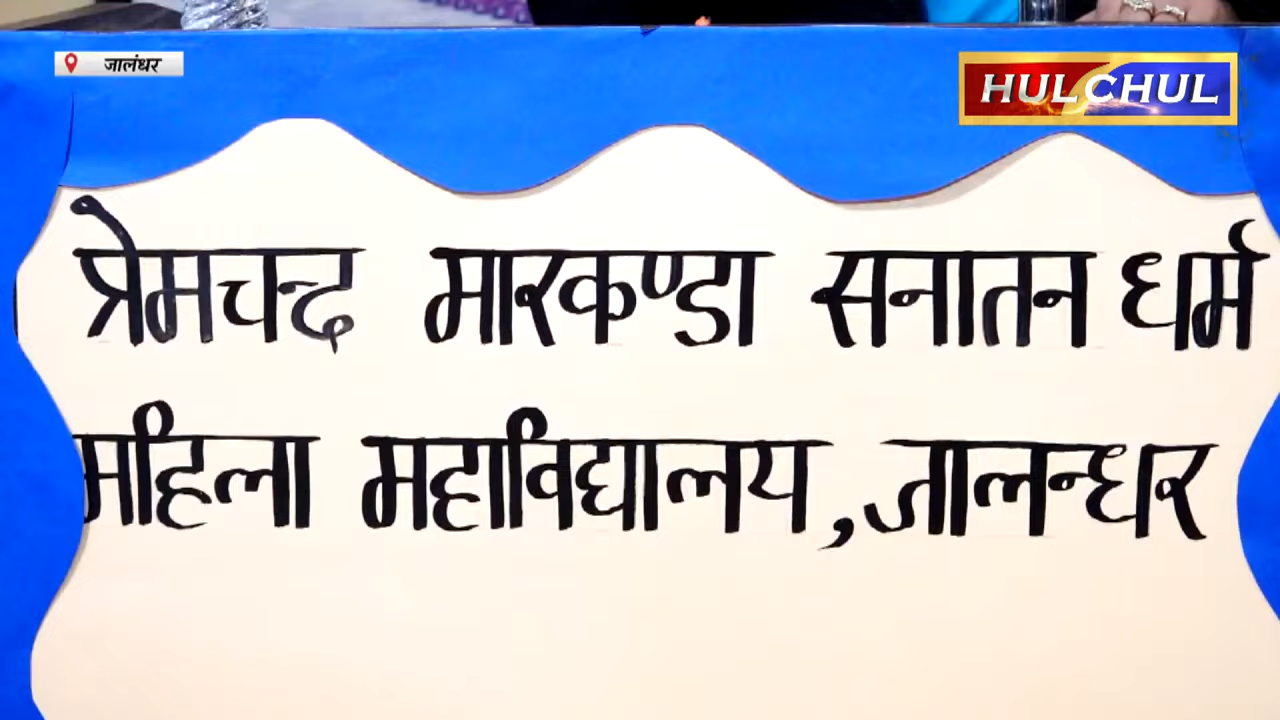 जालंधर
HULCHUL
प्रेमचन्द मारकण्डा सनातन धर्म
महिला महाविद्यालय, जालन्धर